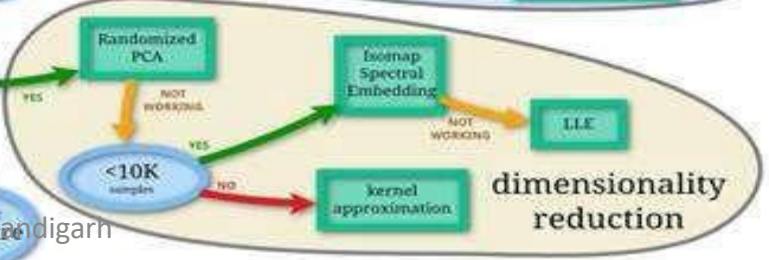 Randomized
PCA
YES
NOT
WORKING
<10K
samples
YES
NO
Isomap
Spectral
Embedding
NOT
WORKING
LLE
kernel
approximation
dimensionality
reduction
andigarh